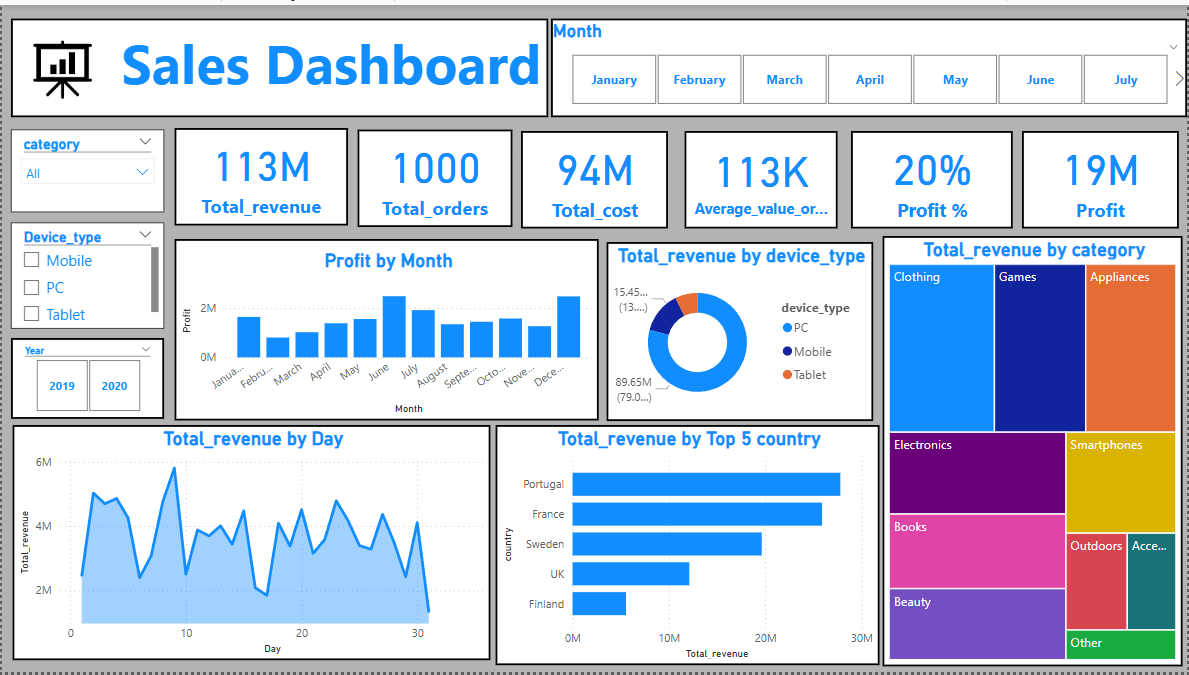 Sales Dashboard
Month
January
February
March
April
May
June
July
category
All
113M
Total_revenue
1000
Total_orders
94M
Total_cost
113K
Average_value_or...
20%
Profit %
19M
Profit
Device_type
Mobile
PC
Tablet
Year
2019
2020
Profit by Month
Profit
2M
0M
Janua...
Febru...
March
April
May
June
July
August
Septe...
Octo...
Nove...
Dece...
Month
Total_revenue by device_type
15.45...
(13....)
89.65M
(79.0...)
device_type
PC
Mobile
Tablet
Total_revenue by category
Clothing
Games
Appliances
Electronics
Smartphones
Books
Outdoors
Acce...
Beauty
Other
Total_revenue by Day
Total_revenue
6M
4M
2M
0
10
20
30
Day
Total_revenue by Top 5 country
country
Portugal
France
Sweden
UK
Finland
0M
10M
20M
30M
Total_revenue